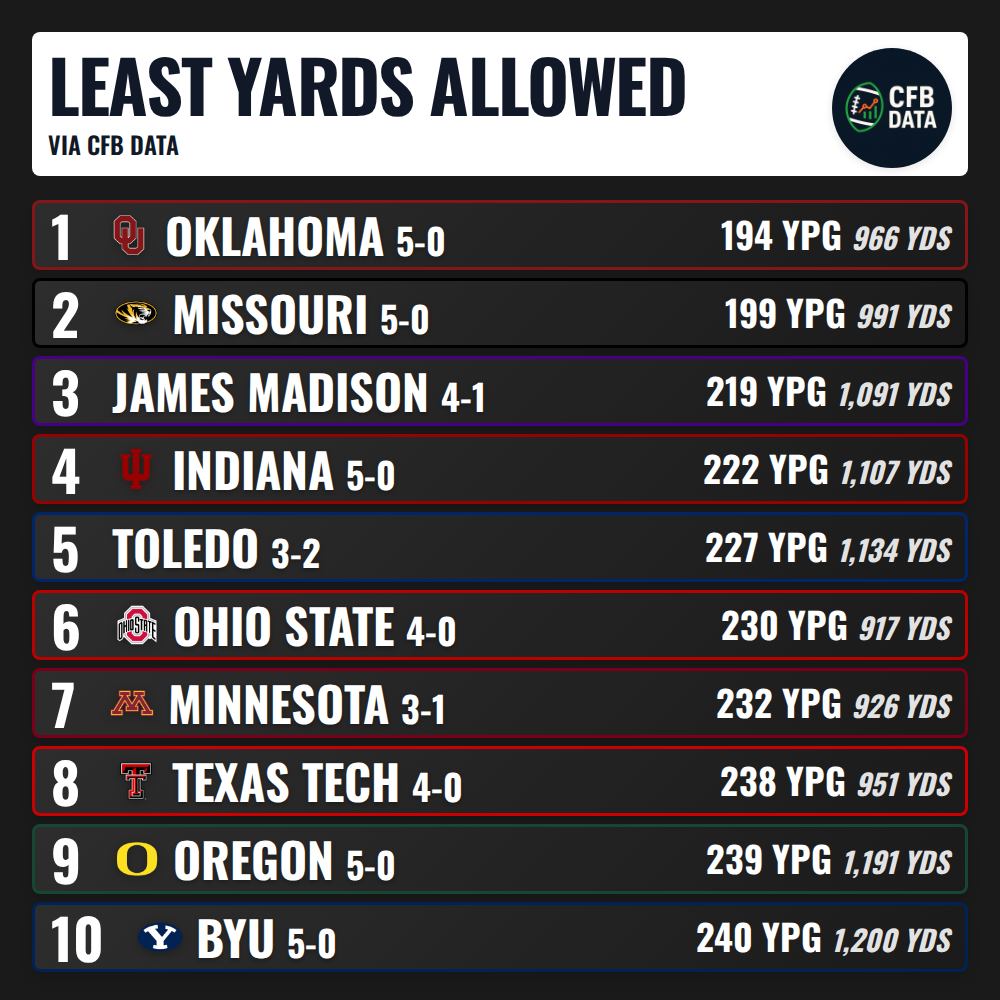 LEAST YARDS ALLOWED
VIA CFB DATA
CFB
DATA
1 OKLAHOMA 5-0 194 YPG 966 YDS
2 MISSOURI 5-0 199 YPG 991 YDS
3 JAMES MADISON 4-1 219 YPG 1,091 YDS
4 INDIANA 5-0 222 YPG 1,107 YDS
5 TOLEDO 3-2 227 YPG 1,134 YDS
6 OHIO STATE OHIO STATE 4-0 230 YPG 917 YDS
7 M MINNESOTA 3-1 232 YPG 926 YDS
8 TEXAS TECH 4-0 238 YPG 951 YDS
9 O OREGON 5-0 239 YPG 1,191 YDS
10 Y BYU 5-0 240 YPG 1,200 YDS